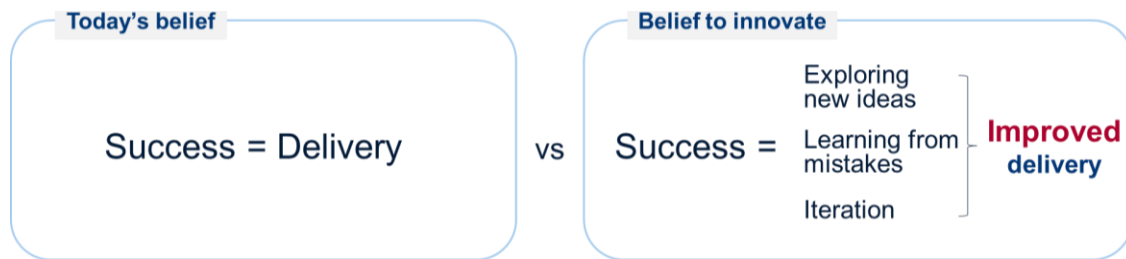 Today’s belief
Success = Delivery
vs
Belief to innovate
Success =
Exploring
new ideas
Learning from
mistakes
Iteration
Improved
delivery